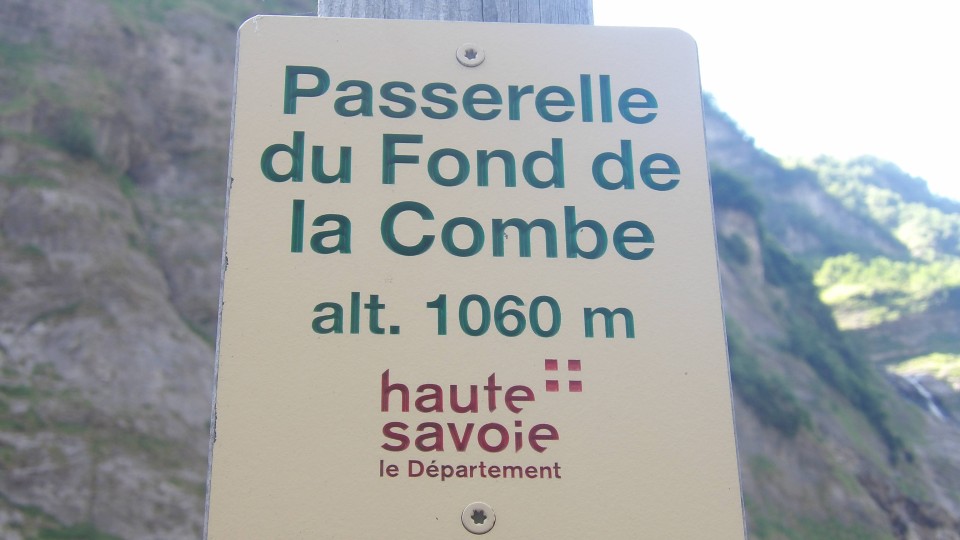 Passerelle
du Fond de
la Combe
alt. 1060 m
haute
savoie
le Département